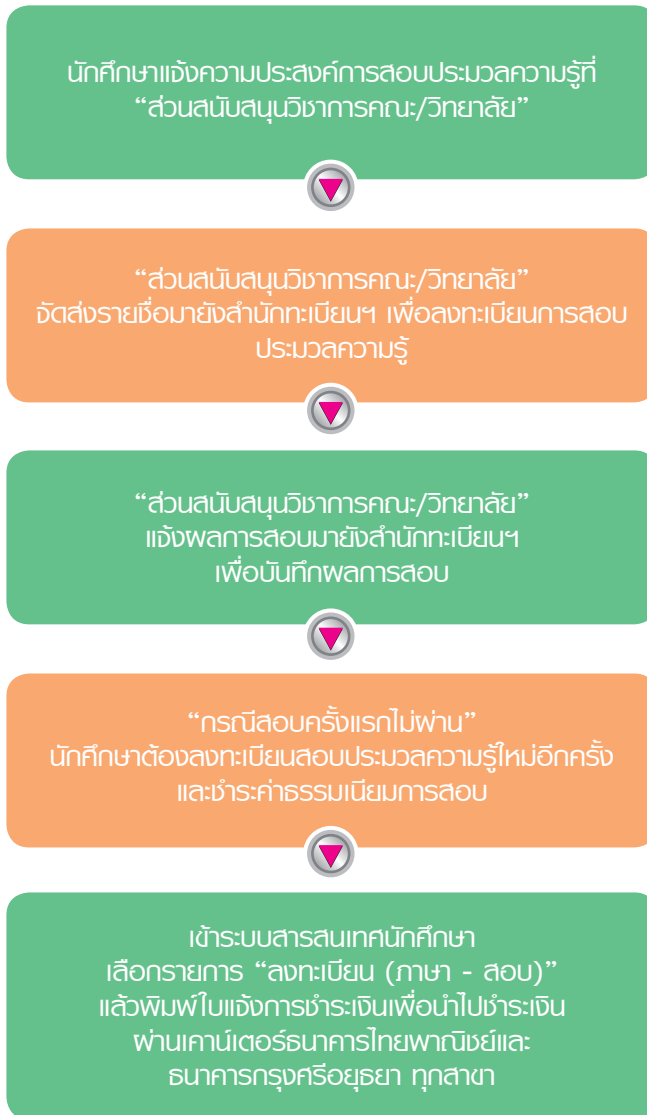 นักศึกษาแจ้งความประสงค์การสอบประมวลความรู้ที่
“ส่วนสนับสนุนวิชาการคณะ/วิทยาลัย”
“ส่วนสนับสนุนวิชาการคณะ/วิทยาลัย”
จัดส่งรายชื่อมายังสำนักทะเบียนฯ เพื่อลงทะเบียนการสอบ
ประมวลความรู้
“ส่วนสนับสนุนวิชาการคณะ/วิทยาลัย”
แจ้งผลการสอบมายังสำนักทะเบียนฯ
เพื่อบันทึกผลการสอบ
“กรณีสอบครั้งแรกไม่ผ่าน”
นักศึกษาต้องลงทะเบียนสอบประมวลความรู้ใหม่อีกครั้ง
และชำระค่าธรรมเนียมการสอบ
เข้าระบบสารสนเทศนักศึกษา
เลือกรายการ “ลงทะเบียน (ภาษา - สอบ)”
แล้วพิมพ์ใบแจ้งการชำระเงินเพื่อนำไปชำระเงิน
ผ่านเคาน์เตอร์ธนาคารไทยพาณิชย์และ
ธนาคารกรุงศรีอยุธยา ทุกสาขา